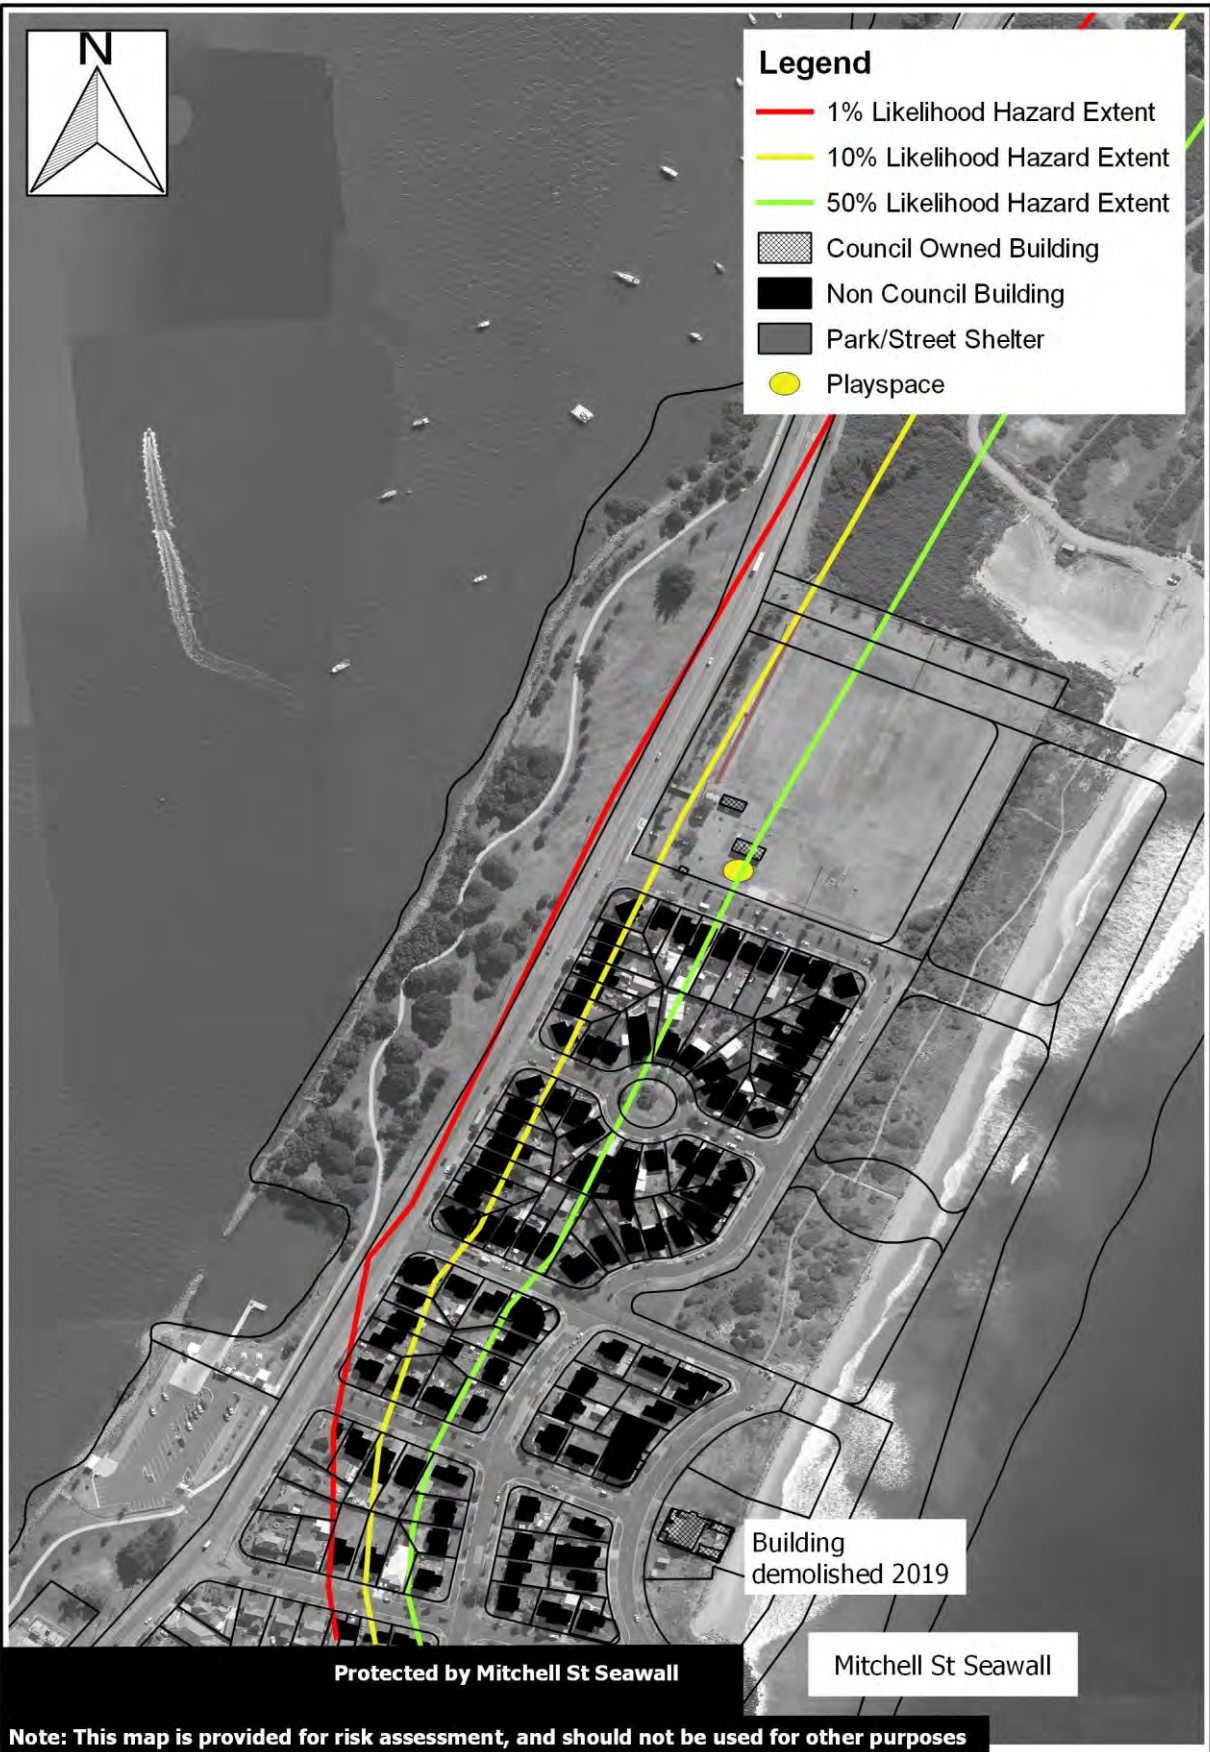 N
Legend
1% Likelihood Hazard Extent
10% Likelihood Hazard Extent
50% Likelihood Hazard Extent
Council Owned Building
Non Council Building
Park/Street Shelter
Playspace
Building
demolished 2019
Mitchell St Seawall
Protected by Mitchell St Seawall
Note: This map is provided for risk assessment, and should not be used for other purposes